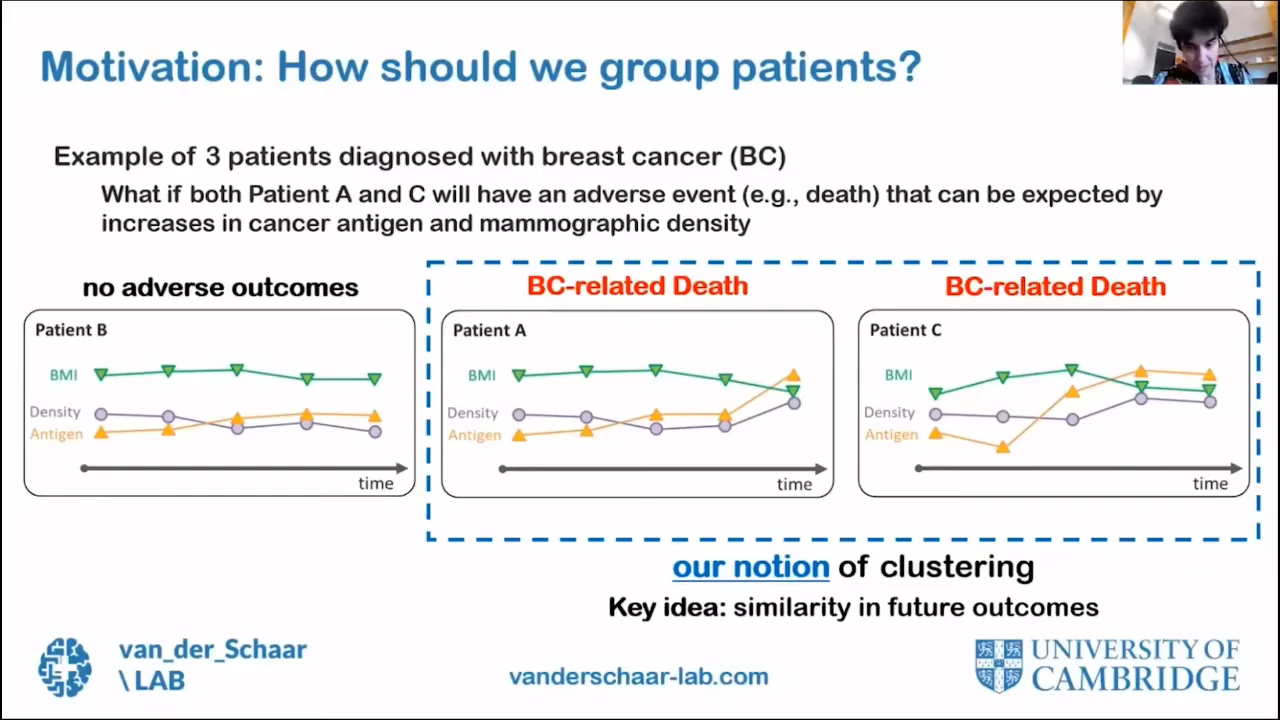 Motivation: How should we group patients?
Example of 3 patients diagnosed with breast cancer (BC)
What if both Patient A and C will have an adverse event (e.g., death) that can be expected by
increases in cancer antigen and mammographic density
no adverse outcomes
Patient B
BMI
Density
Antigen
time
BC-related Death
Patient A
BMI
Density
Antigen
time
BC-related Death
Patient C
BMI
Density
Antigen
time
our notion of clustering
Key idea: similarity in future outcomes
van_der_Schaar
\ LAB
vanderschaar-lab.com
UNIVERSITY OF
CAMBRIDGE